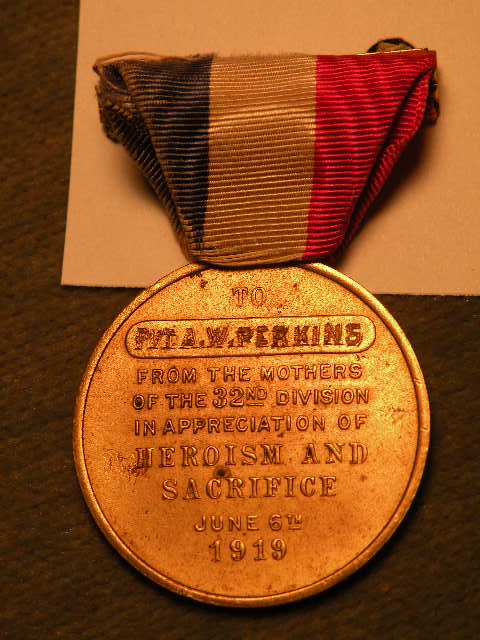 TO
PVT. A.W. PERKINS
FROM THE MOTHERS
OF THE 32ND DIVISION
IN APPRECIATION OF
HEROISM AND
SACRIFICE
JUNE 6TH
1919